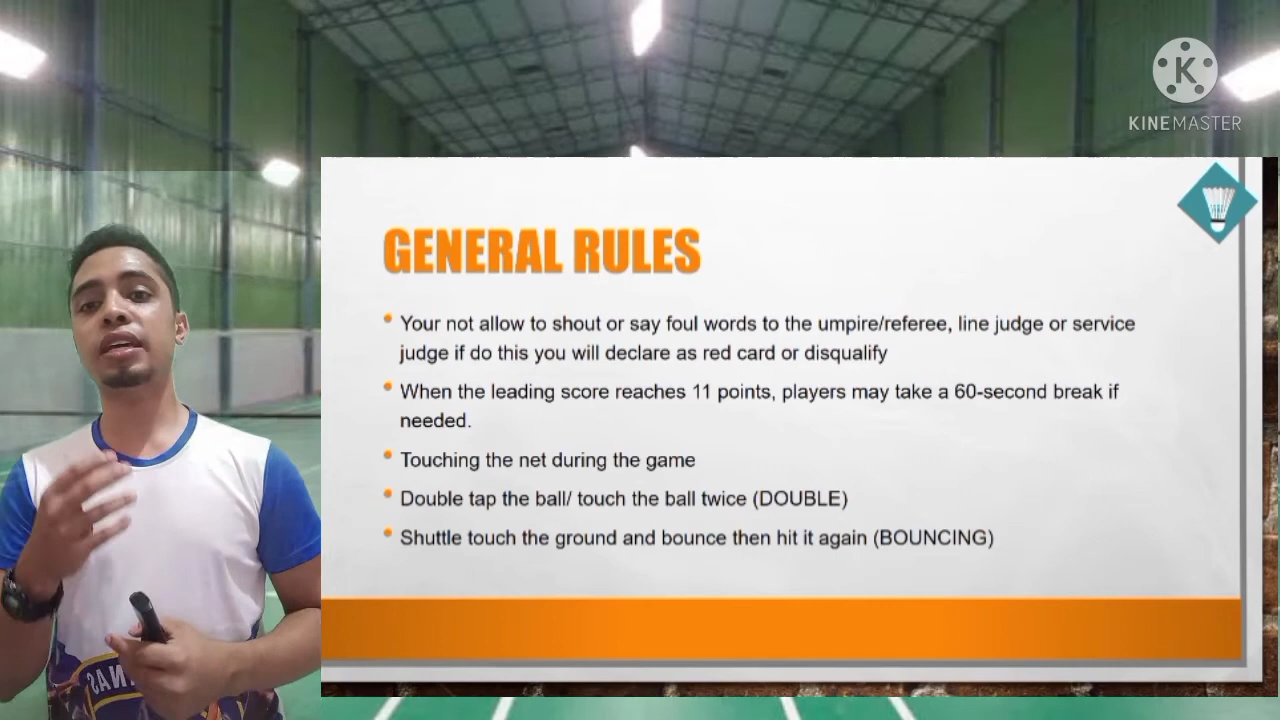 KINEMASTER
GENERAL RULES
Your not allow to shout or say foul words to the umpire/referee, line judge or service
judge if do this you will declare as red card or disqualify
When the leading score reaches 11 points, players may take a 60-second break if
needed.
Touching the net during the game
Double tap the ball/ touch the ball twice (DOUBLE)
Shuttle touch the ground and bounce then hit it again (BOUNCING)